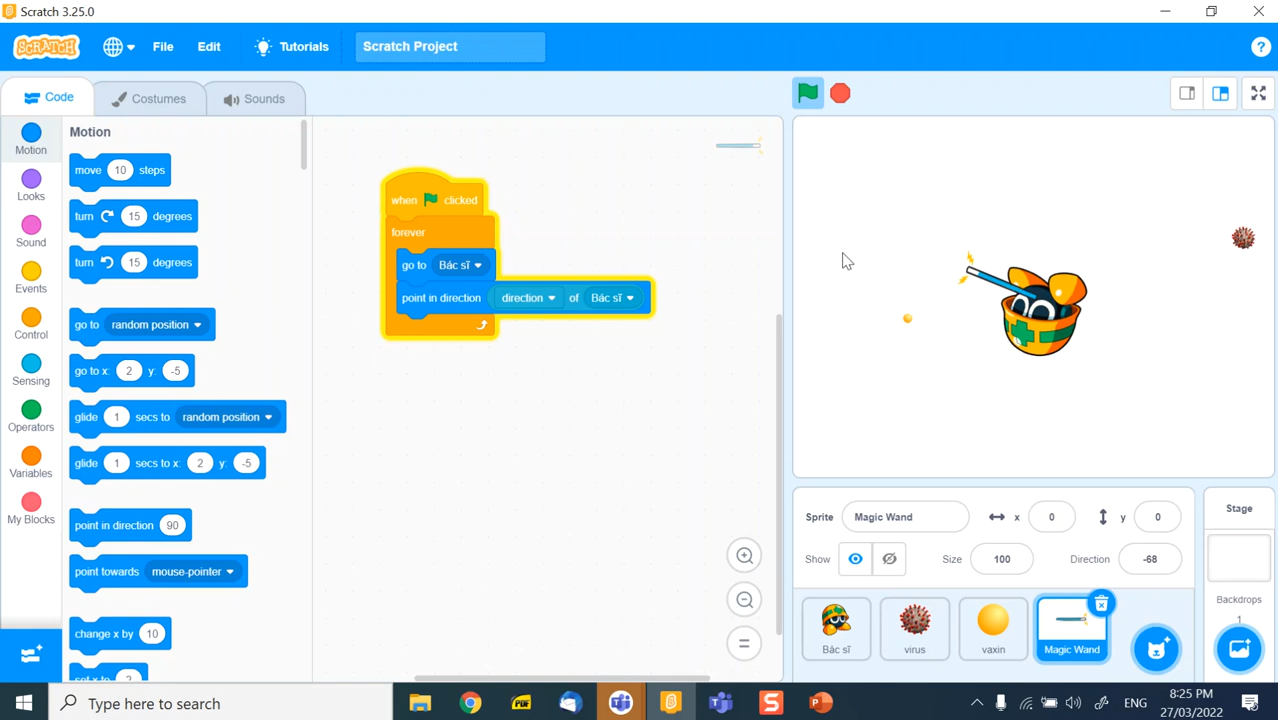 Scratch 3.25.0
SCRATCH
File
Edit
Tutorials
Scratch Project
?
Code
Costumes
Sounds
Motion
Looks
Sound
Events
Control
Sensing
Operators
Variables
My Blocks
Motion
move 10 steps
turn 15 degrees
turn 15 degrees
go to random position
go to x: 2 y: -5
glide 1 secs to random position
glide 1 secs to x: 2 y: -5
point in direction 90
point towards mouse-pointer
change x by 10
when clicked
forever
go to Bác sĩ
point in direction direction of Bác sĩ
Sprite Magic Wand x 0 y 0
Show Size 100 Direction -68
Bác sĩ
virus
vaxin
Magic Wand
Stage
Backdrops
1
Type here to search
PDF
S
P
ENG
8:25 PM
27/03/2022